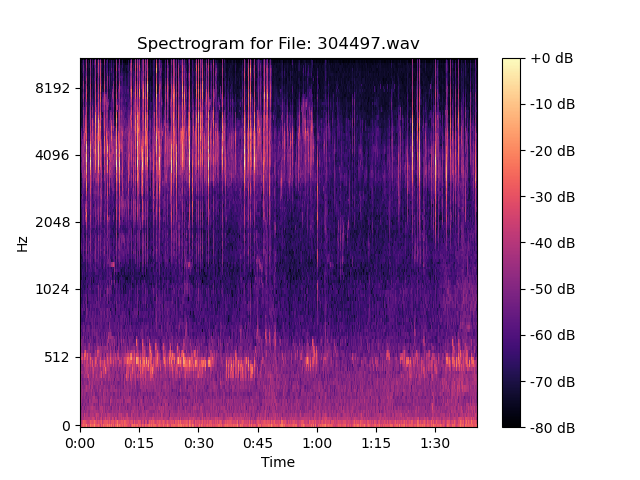 Spectrogram for File: 304497.wav
8192
4096
2048
1024
512
0
Hz
0:00 0:15 0:30 0:45 1:00 1:15 1:30
Time
+0 dB
-10 dB
-20 dB
-30 dB
-40 dB
-50 dB
-60 dB
-70 dB
-80 dB